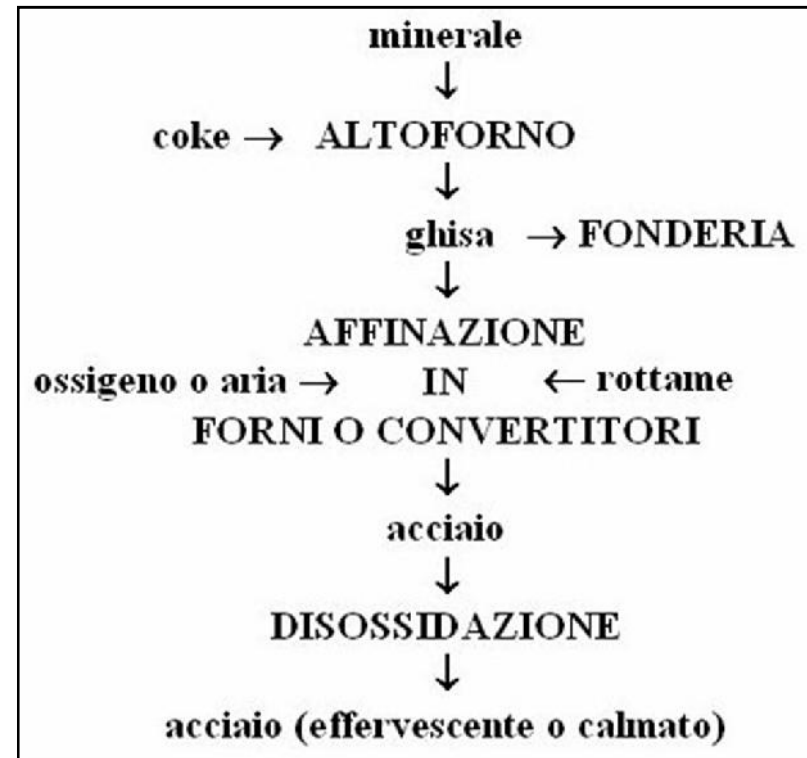 minerale
↓
coke → ALTOFORNO
↓
ghisa → FONDERIA
↓
AFFINAZIONE
ossigeno o aria → IN ← rottame
FORNI O CONVERTITORI
↓
acciaio
↓
DISOSSIDAZIONE
↓
acciaio (effervescente o calmato)